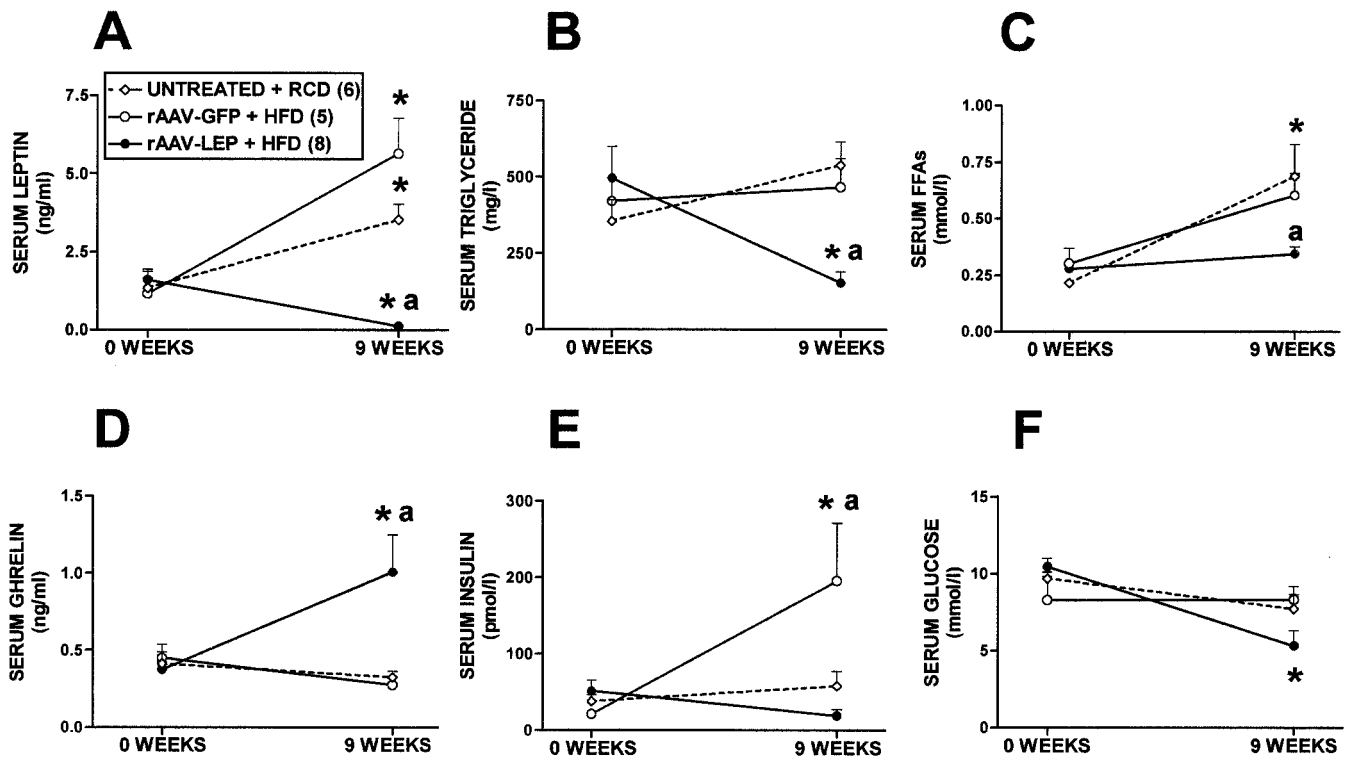 A
UNTREATED + RCD (6)
rAAV-GFP + HFD (5)
rAAV-LEP + HFD (8)
SERUM LEPTIN
(ng/ml)
7.5
5.0
2.5
0.0
*
*
* a
0 WEEKS 9 WEEKS
B
SERUM TRIGLYCERIDE
(mg/l)
750
500
250
0
* a
0 WEEKS 9 WEEKS
C
SERUM FFAs
(mmol/l)
1.00
0.75
0.50
0.25
0.00
*
a
0 WEEKS 9 WEEKS
D
SERUM GHRELIN
(ng/ml)
1.5
1.0
0.5
0.0
* a
0 WEEKS 9 WEEKS
E
SERUM INSULIN
(pmol/l)
300
200
100
0
* a
0 WEEKS 9 WEEKS
F
SERUM GLUCOSE
(mmol/l)
15
10
5
0
*
0 WEEKS 9 WEEKS